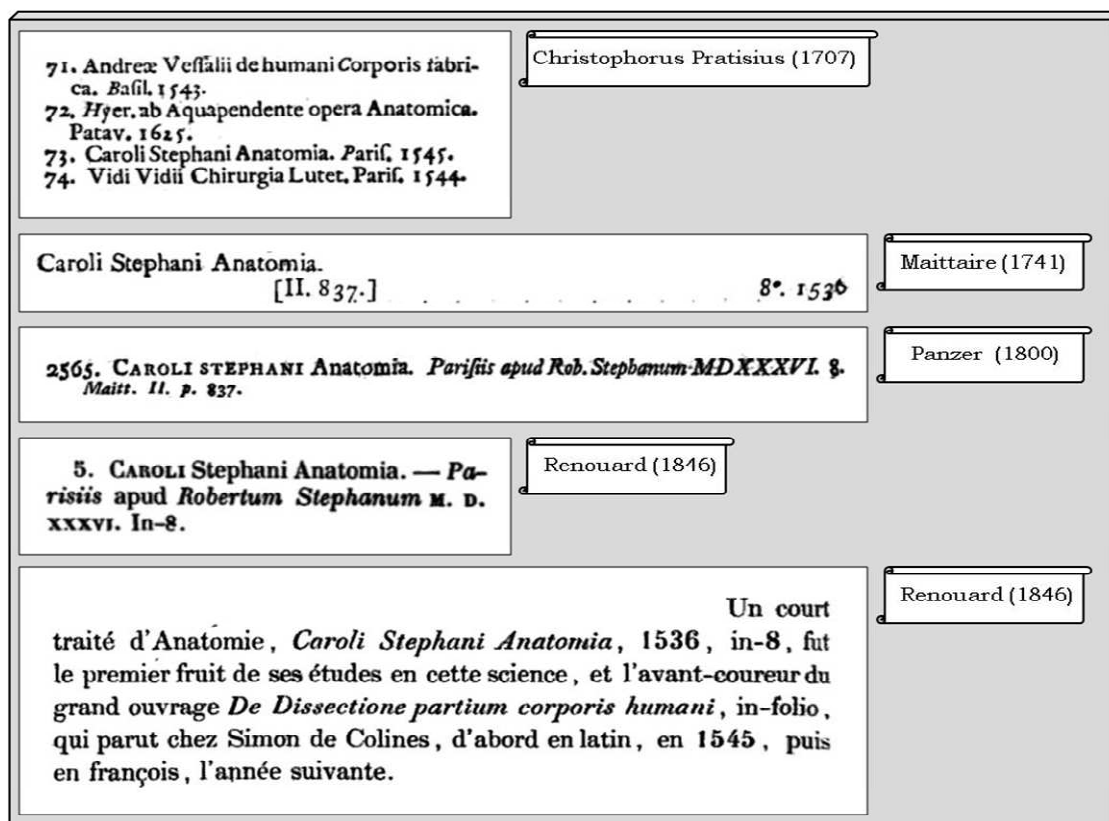 71. Andreæ Veſſalii de humani Corporis fabri-
ca. Baſil. 1543.
Christophorus Pratisius (1707)
72. Hyer. ab Aquapendente opera Anatomica.
Patav. 1625.
73. Caroli Stephani Anatomia. Pariſ. 1545.
74. Vidi Vidii Chirurgia Lutet. Pariſ. 1544.
Caroli Stephani Anatomia.
[II. 837.] . . . . . . . . . 8°. 1536
Maittaire (1741)
2565. CAROLI STEPHANI Anatomia. Pariſiis apud Rob. Stephanum MDXXXVI. 8.
Maitt. II. p. 837.
Panzer (1800)
5. CAROLI Stephani Anatomia. — Pa-
risiis apud Robertum Stephanum M. D.
XXXVI. In-8.
Renouard (1846)
Un court
traité d'Anatomie, Caroli Stephani Anatomia, 1536, in-8, fut
le premier fruit de ses études en cette science, et l'avant-coureur du
grand ouvrage De Dissectione partium corporis humani, in-folio,
qui parut chez Simon de Colines, d'abord en latin, en 1545, puis
en françois, l'année suivante.
Renouard (1846)